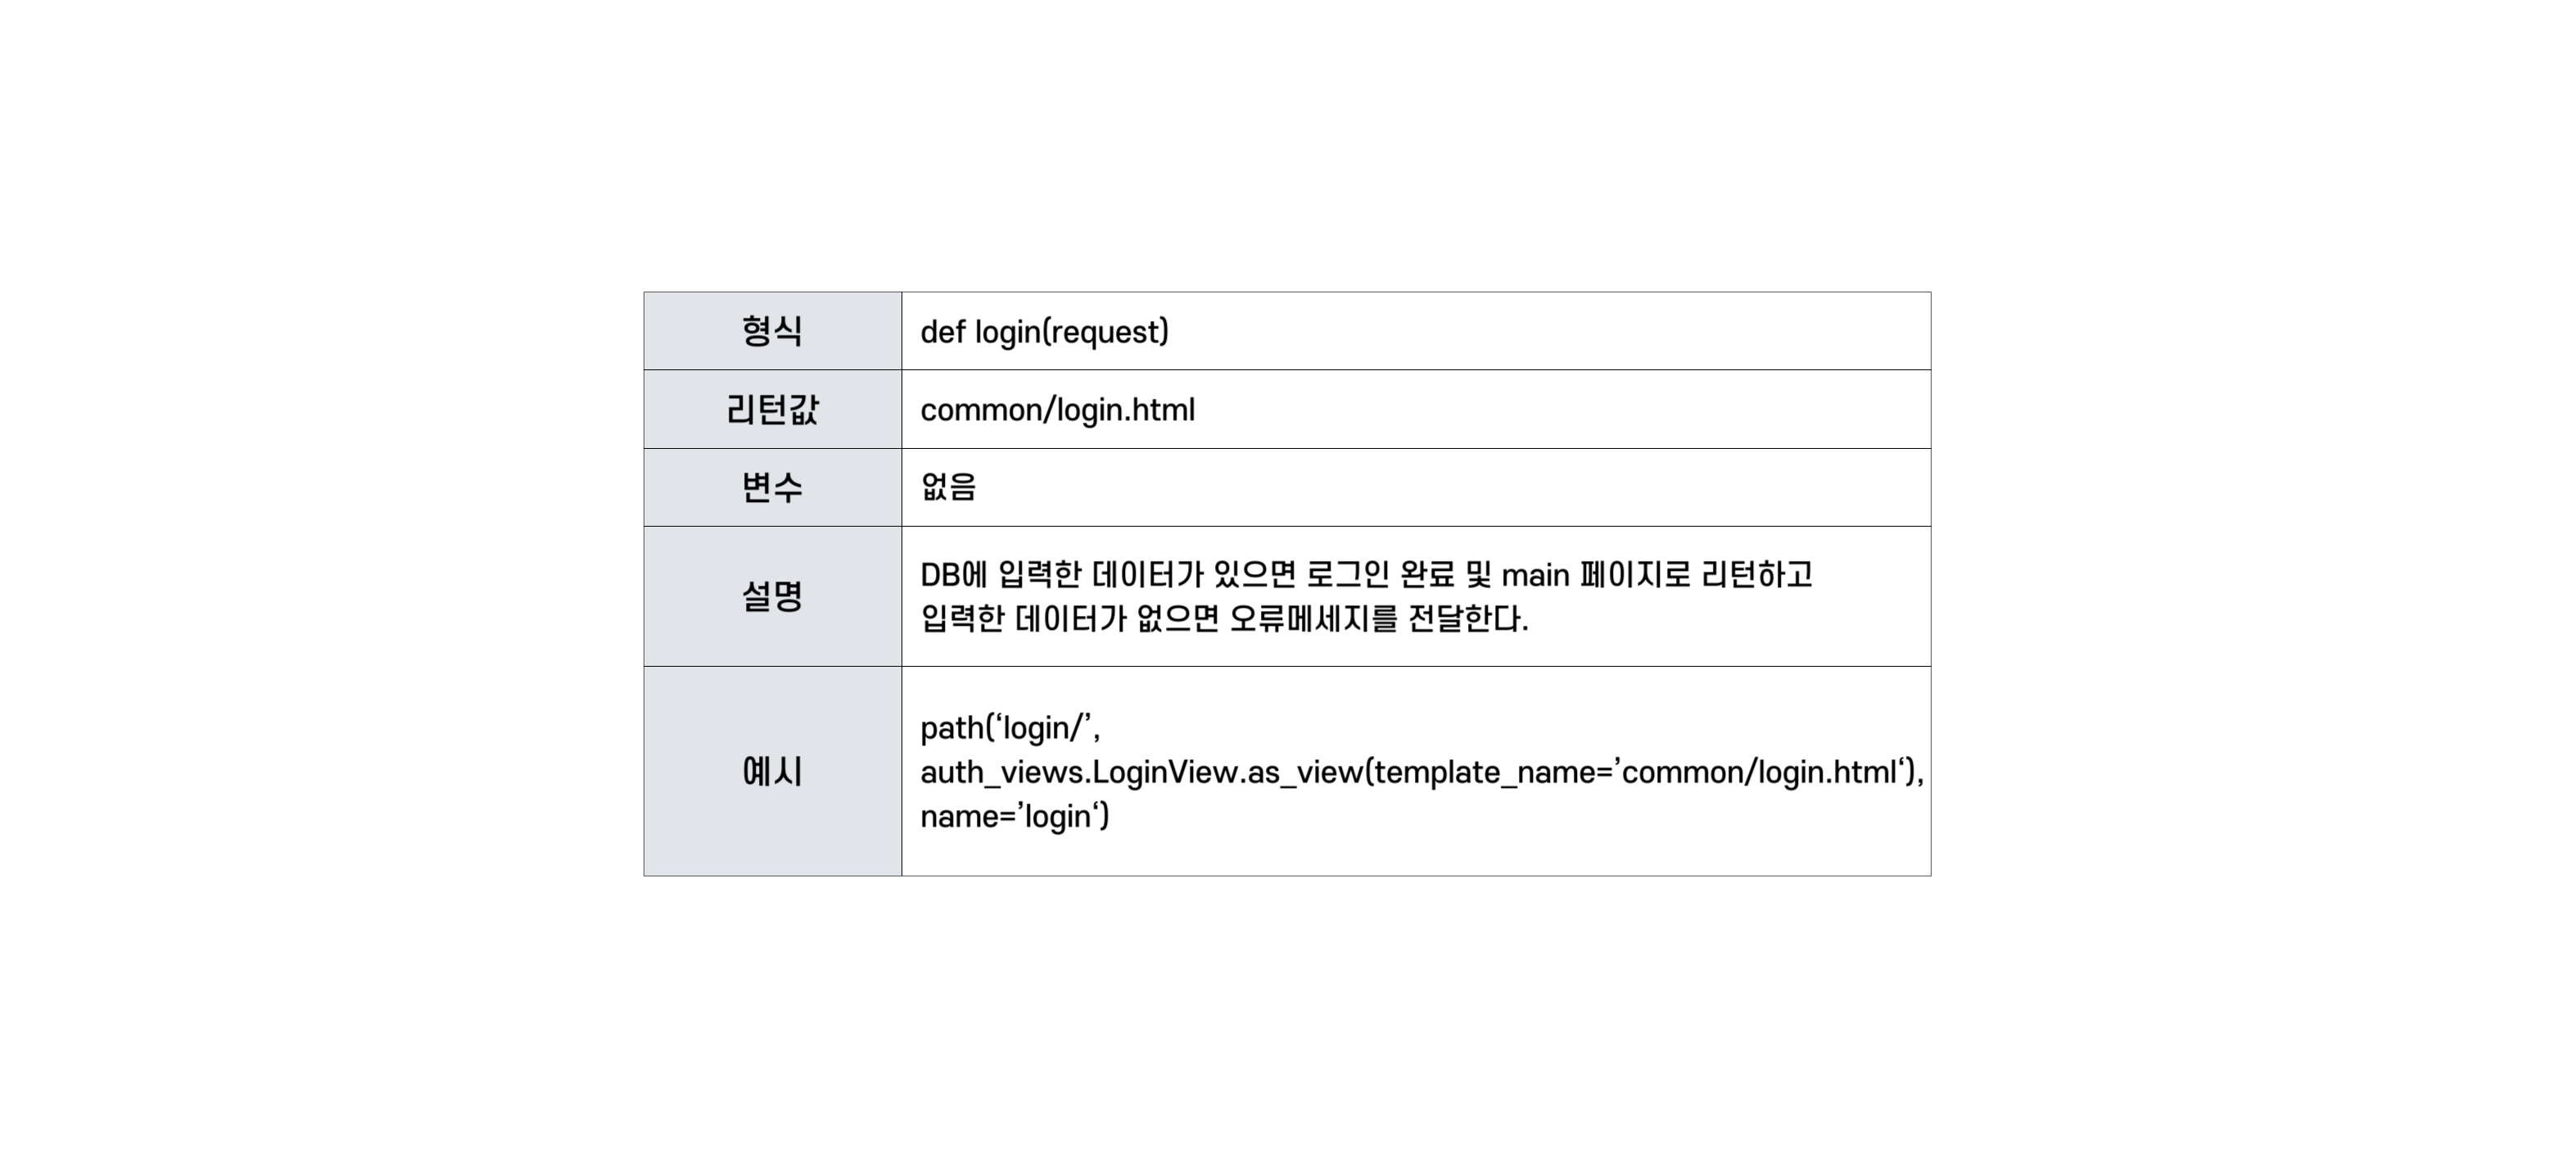 형식
def login(request)
리턴값
common/login.html
변수
없음
설명
DB에 입력한 데이터가 있으면 로그인 완료 및 main 페이지로 리턴하고
입력한 데이터가 없으면 오류메세지를 전달한다.
예시
path(‘login/’,
auth_views.LoginView.as_view(template_name=’common/login.html‘),
name=’login‘)